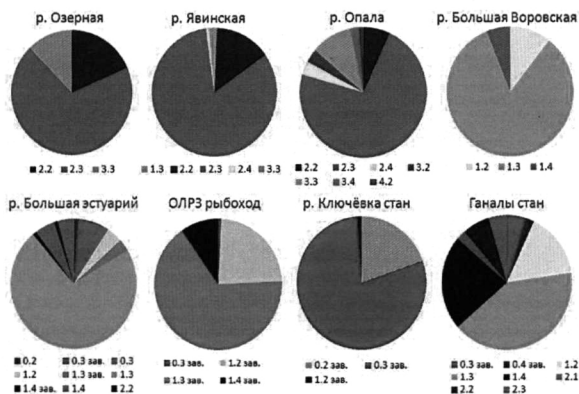 р. Озерная
р. Явинская
р. Опала
р. Большая Воровская
2.2 2.3 3.3
1.3 2.2 2.3 2.4 3.3
2.2 2.3 2.4 3.2
3.3 3.4 4.2
1.2 1.3 1.4
р. Большая эстуарий
ОЛРЗ рыбоход
р. Ключёвка стан
Ганалы стан
0.2 0.3 зав. 0.3
1.2 1.3 зав. 1.3
1.4 зав. 1.4 2.2
0.3 зав. 1.2 зав.
1.3 зав. 1.4 зав.
0.2 зав. 0.3 зав.
1.2 зав.
0.3 зав. 0.4 зав. 1.2
1.3 1.4 2.1
2.2 2.3